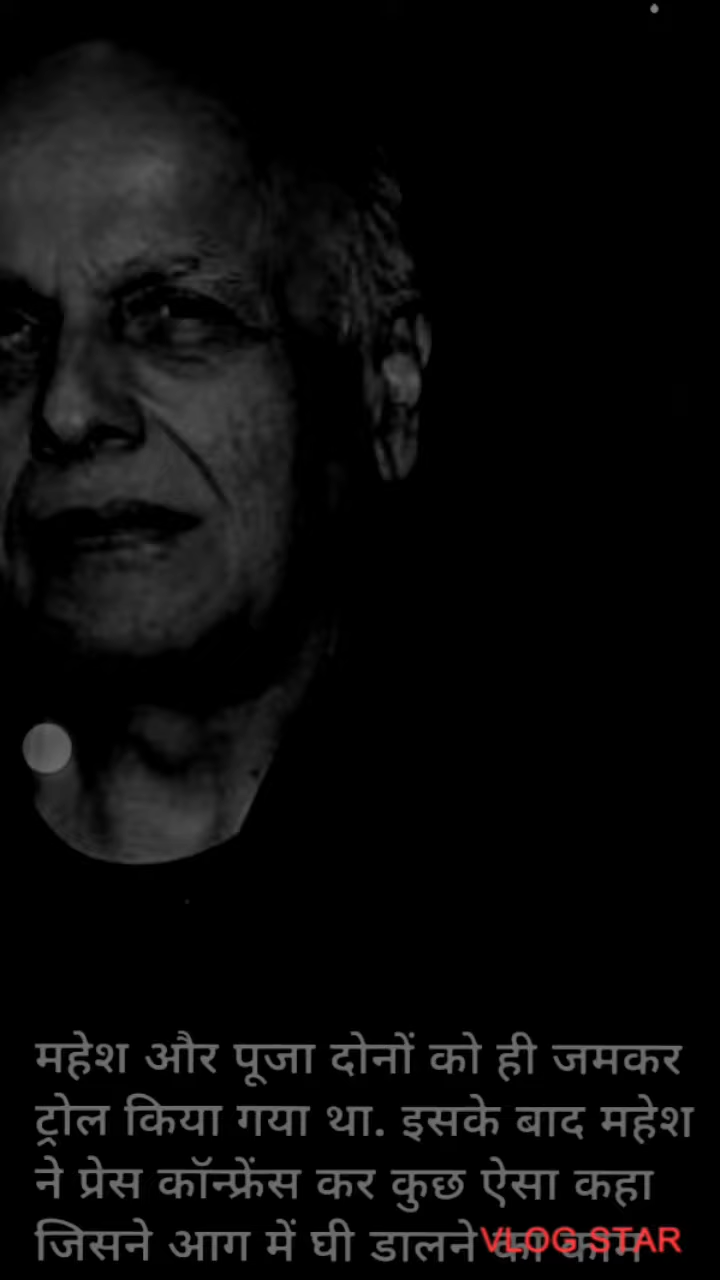 महेश और पूजा दोनों को ही जमकर
ट्रोल किया गया था. इसके बाद महेश
ने प्रेस कॉन्फ्रेंस कर कुछ ऐसा कहा
जिसने आग में घी डालने का काम
VLOG STAR